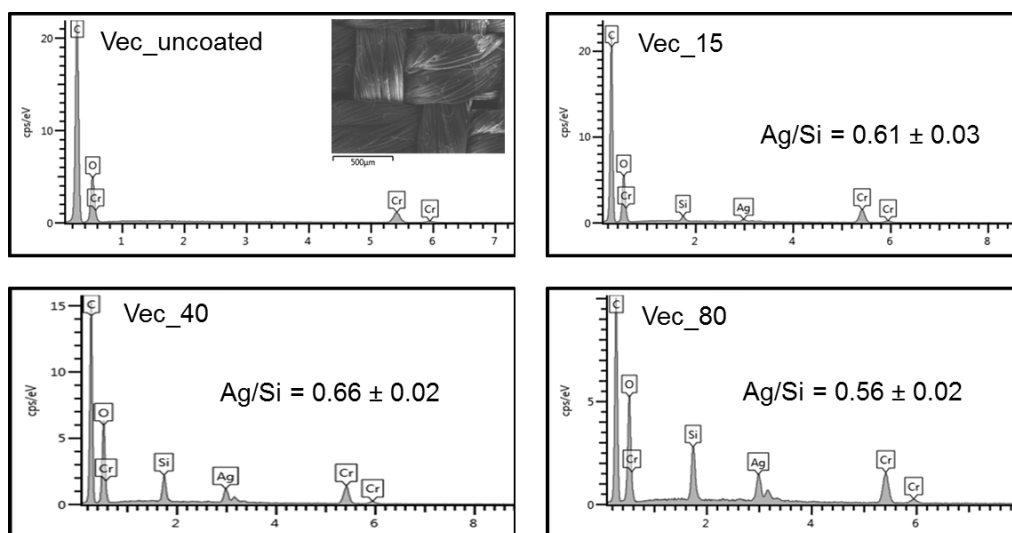 Vec_uncoated
cps/eV
20
10
0
C
O
Cr
Cr
Cr
500μm
1 2 3 4 5 6 7
Vec_15
Ag/Si = 0.61 ± 0.03
cps/eV
20
10
0
C
O
Cr
Si
Ag
Cr
Cr
2 4 6 8
Vec_40
Ag/Si = 0.66 ± 0.02
cps/eV
15
10
5
0
C
O
Cr
Si
Ag
Cr
Cr
2 4 6 8
Vec_80
Ag/Si = 0.56 ± 0.02
cps/eV
5
0
C
O
Cr
Si
Ag
Cr
Cr
2 4 6